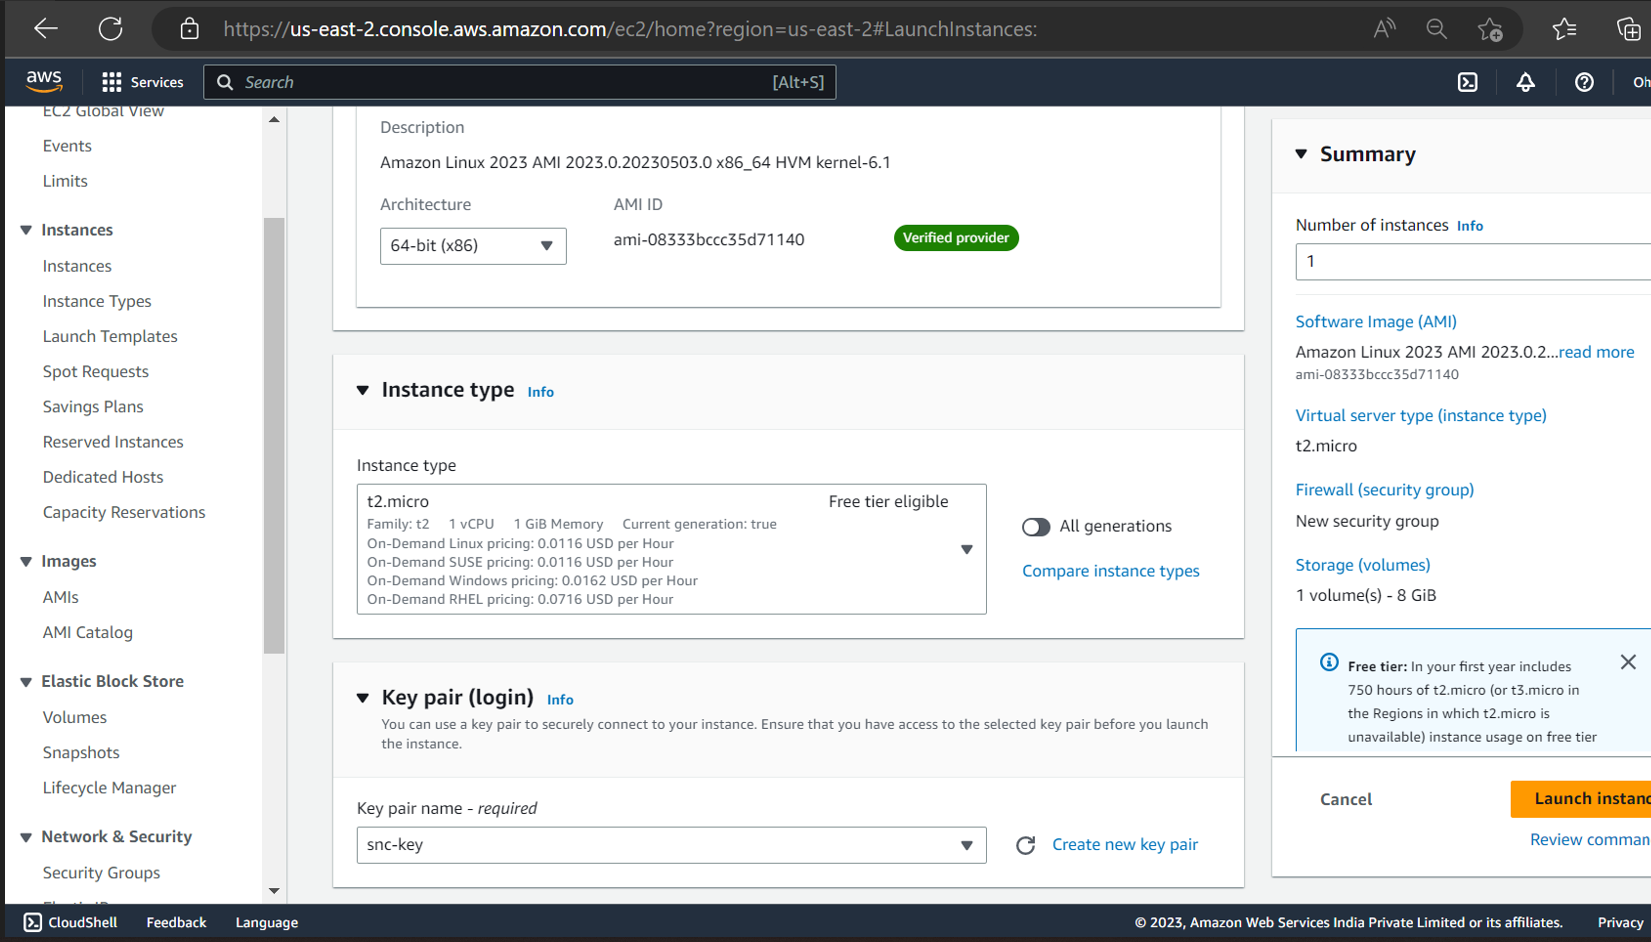 https://us-east-2.console.aws.amazon.com/ec2/home?region=us-east-2#LaunchInstances:
aws
Services
Search
[Alt+S]
EC2 Global View
Events
Limits
Instances
Instances
Instance Types
Launch Templates
Spot Requests
Savings Plans
Reserved Instances
Dedicated Hosts
Capacity Reservations
Images
AMIs
AMI Catalog
Elastic Block Store
Volumes
Snapshots
Lifecycle Manager
Network & Security
Security Groups
Description
Amazon Linux 2023 AMI 2023.0.20230503.0 x86_64 HVM kernel-6.1
Architecture
AMI ID
64-bit (x86)
ami-08333bccc35d71140
Verified provider
Instance type Info
Instance type
t2.micro
Free tier eligible
Family: t2 1 vCPU 1 GiB Memory Current generation: true
On-Demand Linux pricing: 0.0116 USD per Hour
On-Demand SUSE pricing: 0.0116 USD per Hour
On-Demand Windows pricing: 0.0162 USD per Hour
On-Demand RHEL pricing: 0.0716 USD per Hour
All generations
Compare instance types
Key pair (login) Info
You can use a key pair to securely connect to your instance. Ensure that you have access to the selected key pair before you launch
the instance.
Key pair name - required
snc-key
Create new key pair
Summary
Number of instances Info
1
Software Image (AMI)
Amazon Linux 2023 AMI 2023.0.2...read more
ami-08333bccc35d71140
Virtual server type (instance type)
t2.micro
Firewall (security group)
New security group
Storage (volumes)
1 volume(s) - 8 GiB
Free tier: In your first year includes
750 hours of t2.micro (or t3.micro in
the Regions in which t2.micro is
unavailable) instance usage on free tier
Cancel
Launch instanc
Review comman
CloudShell
Feedback
Language
© 2023, Amazon Web Services India Private Limited or its affiliates.
Privacy